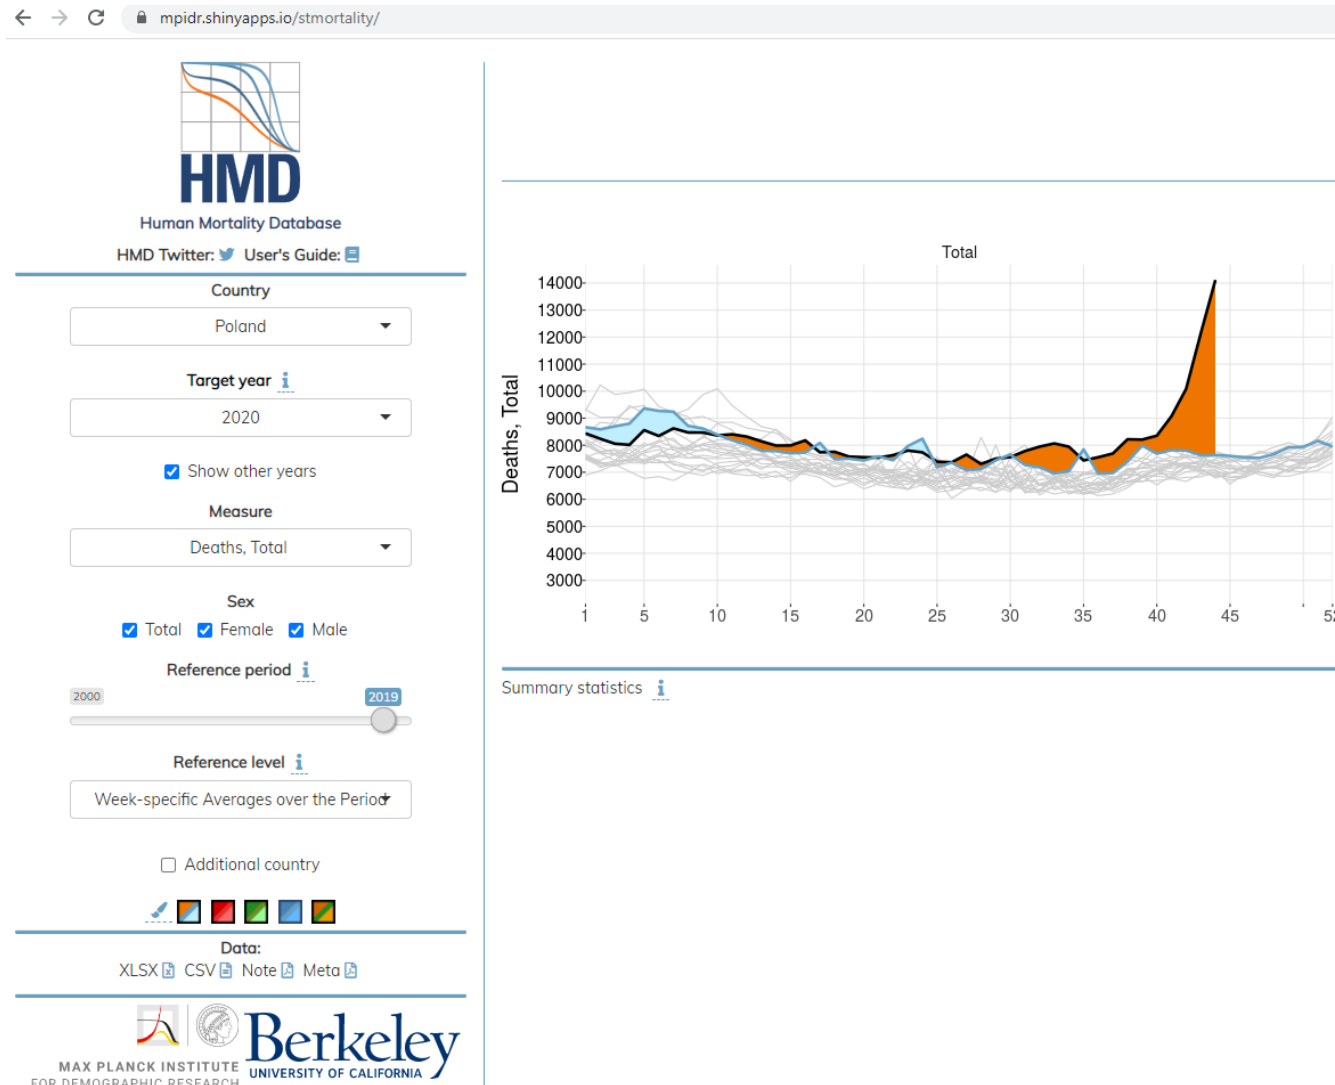 mpidr.shinyapps.io/stmortality/
HMD
Human Mortality Database
HMD Twitter: User's Guide:
Country
Poland
Target year i
2020
Show other years
Measure
Deaths, Total
Sex
Total Female Male
Reference period i
2000 2019
Reference level i
Week-specific Averages over the Period
Additional country
Data:
XLSX CSV Note Meta
MAX PLANCK INSTITUTE
FOR DEMOGRAPHIC RESEARCH
Berkeley
UNIVERSITY OF CALIFORNIA
Total
Deaths, Total
14000
13000
12000
11000
10000
9000
8000
7000
6000
5000
4000
3000
1 5 10 15 20 25 30 35 40 45 52
Summary statistics i